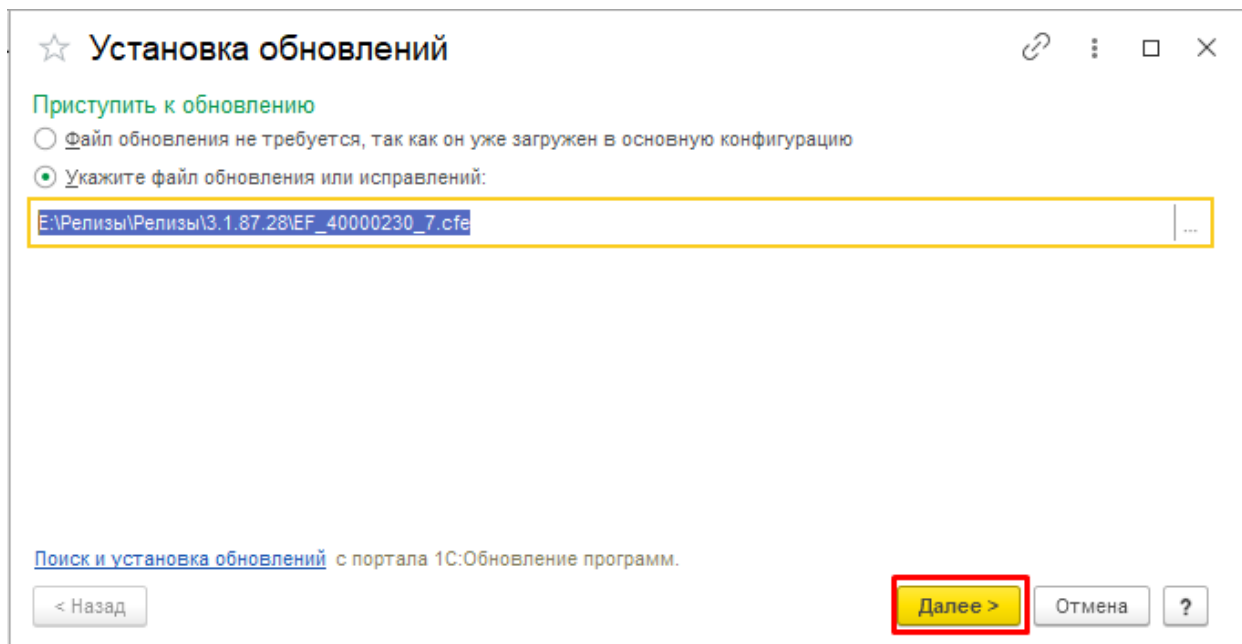 Установка обновлений
Приступить к обновлению
Файл обновления не требуется, так как он уже загружен в основную конфигурацию
Укажите файл обновления или исправлений:
E:\Релизы\Релизы\3.1.87.28\EF_40000230_7.cfe
...
Поиск и установка обновлений с портала 1С:Обновление программ.
< Назад
Далее >
Отмена
?